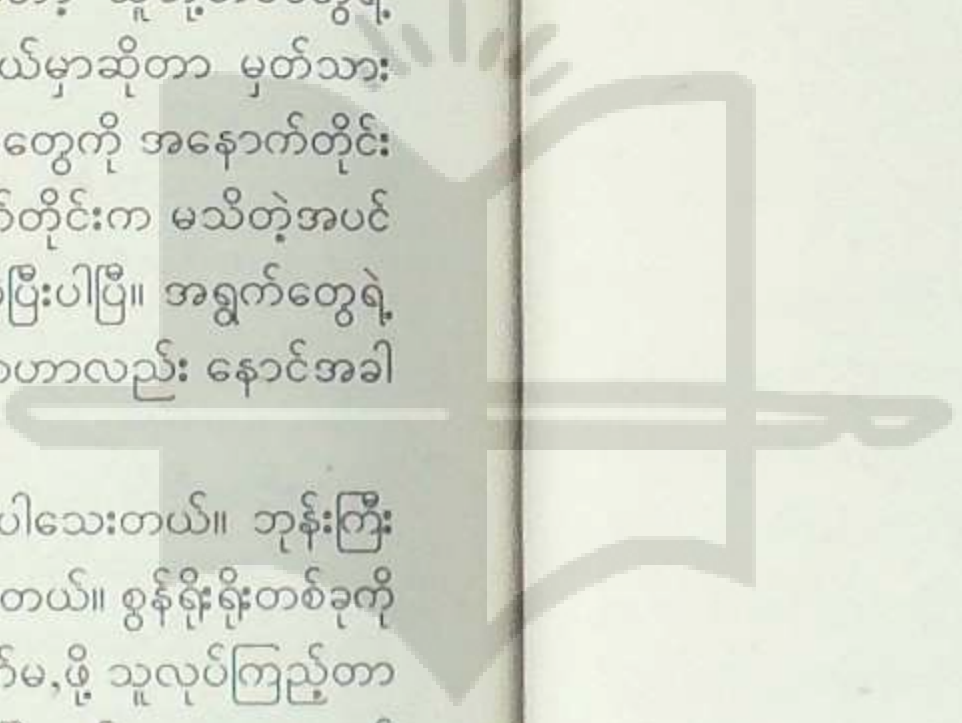 သူတို့
ယ်မှာဆိုတာ မှတ်သား
တွေကို အနောက်တိုင်း
တိုင်းက မသိတဲ့အပင်
ပြီးပါပြီ။ အရွက်တွေရဲ့
ဟာလည်း နောင်အခါ
ပါသေးတယ်။ ဘုန်းကြီး
တယ်။ စွန်ရိုးရိုးတစ်ခုကို
မ,ဖို့ သူလုပ်ကြည့်တာ